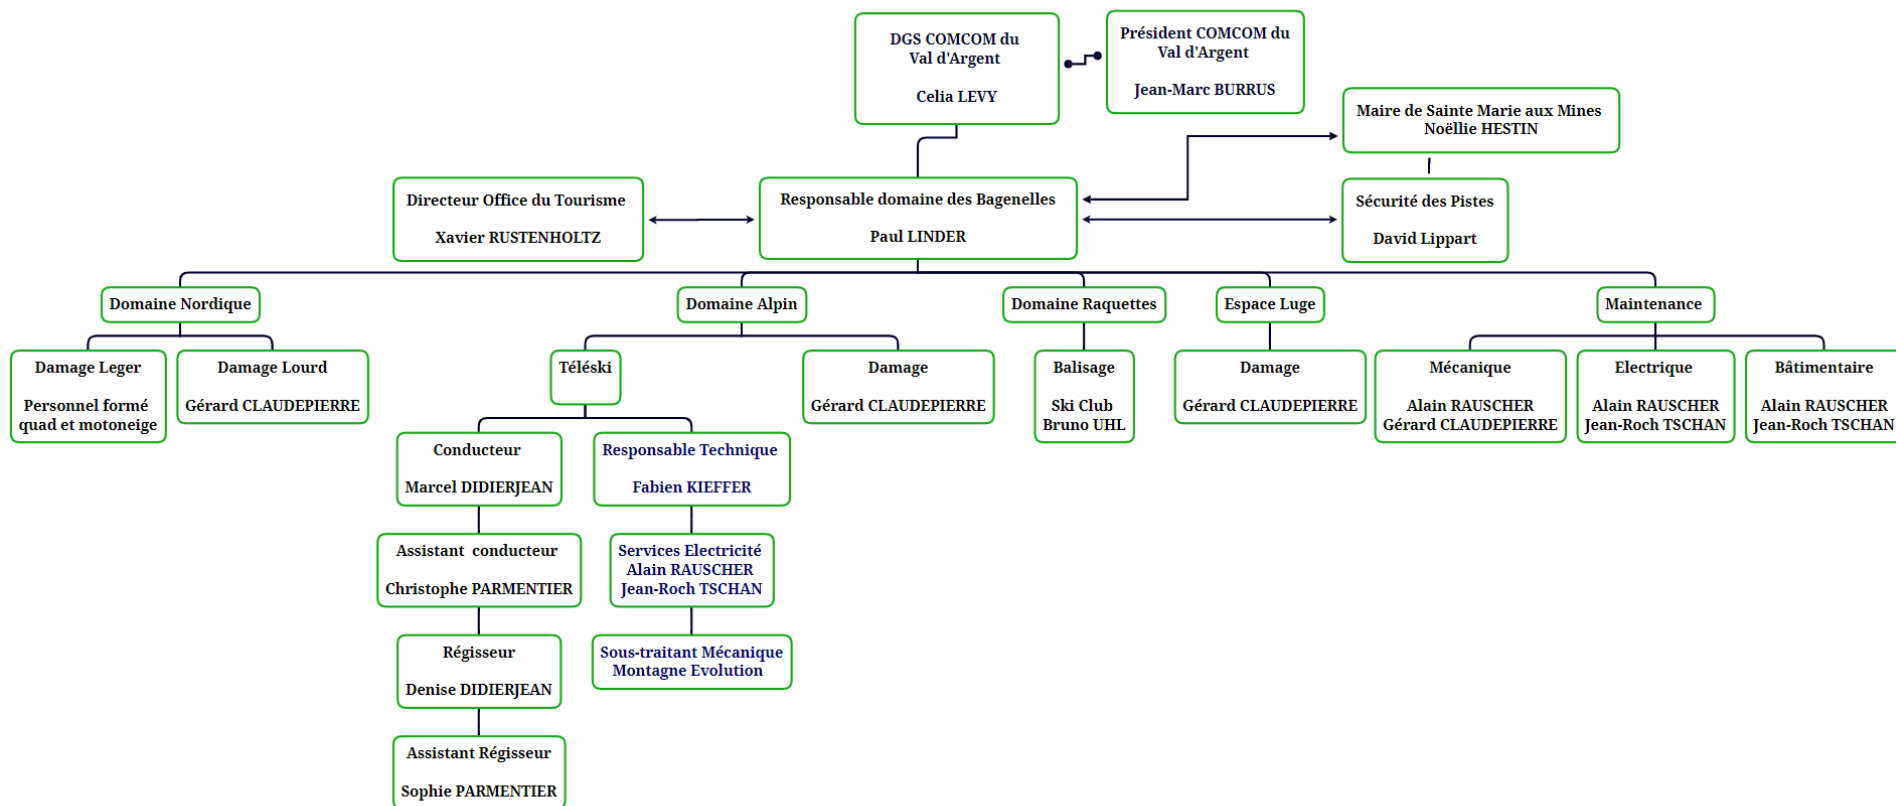 DGS COMCOM du
Val d'Argent
Celia LEVY
Président COMCOM du
Val d'Argent
Jean-Marc BURRUS
Maire de Sainte Marie aux Mines
Noëllie HESTIN
Directeur Office du Tourisme
Xavier RUSTENHOLTZ
Responsable domaine des Bagenelles
Paul LINDER
Sécurité des Pistes
David Lippart
Domaine Nordique
Domaine Alpin
Domaine Raquettes
Espace Luge
Maintenance
Damage Leger
Personnel formé
quad et motoneige
Damage Lourd
Gérard CLAUDEPIERRE
Téléski
Damage
Gérard CLAUDEPIERRE
Balisage
Ski Club
Bruno UHL
Damage
Gérard CLAUDEPIERRE
Mécanique
Alain RAUSCHER
Gérard CLAUDEPIERRE
Electrique
Alain RAUSCHER
Jean-Roch TSCHAN
Bâtimentaire
Alain RAUSCHER
Jean-Roch TSCHAN
Conducteur
Marcel DIDIERJEAN
Responsable Technique
Fabien KIEFFER
Assistant  conducteur
Christophe PARMENTIER
Services Electricité
Alain RAUSCHER
Jean-Roch TSCHAN
Régisseur
Denise DIDIERJEAN
Sous-traitant Mécanique
Montagne Evolution
Assistant Régisseur
Sophie PARMENTIER